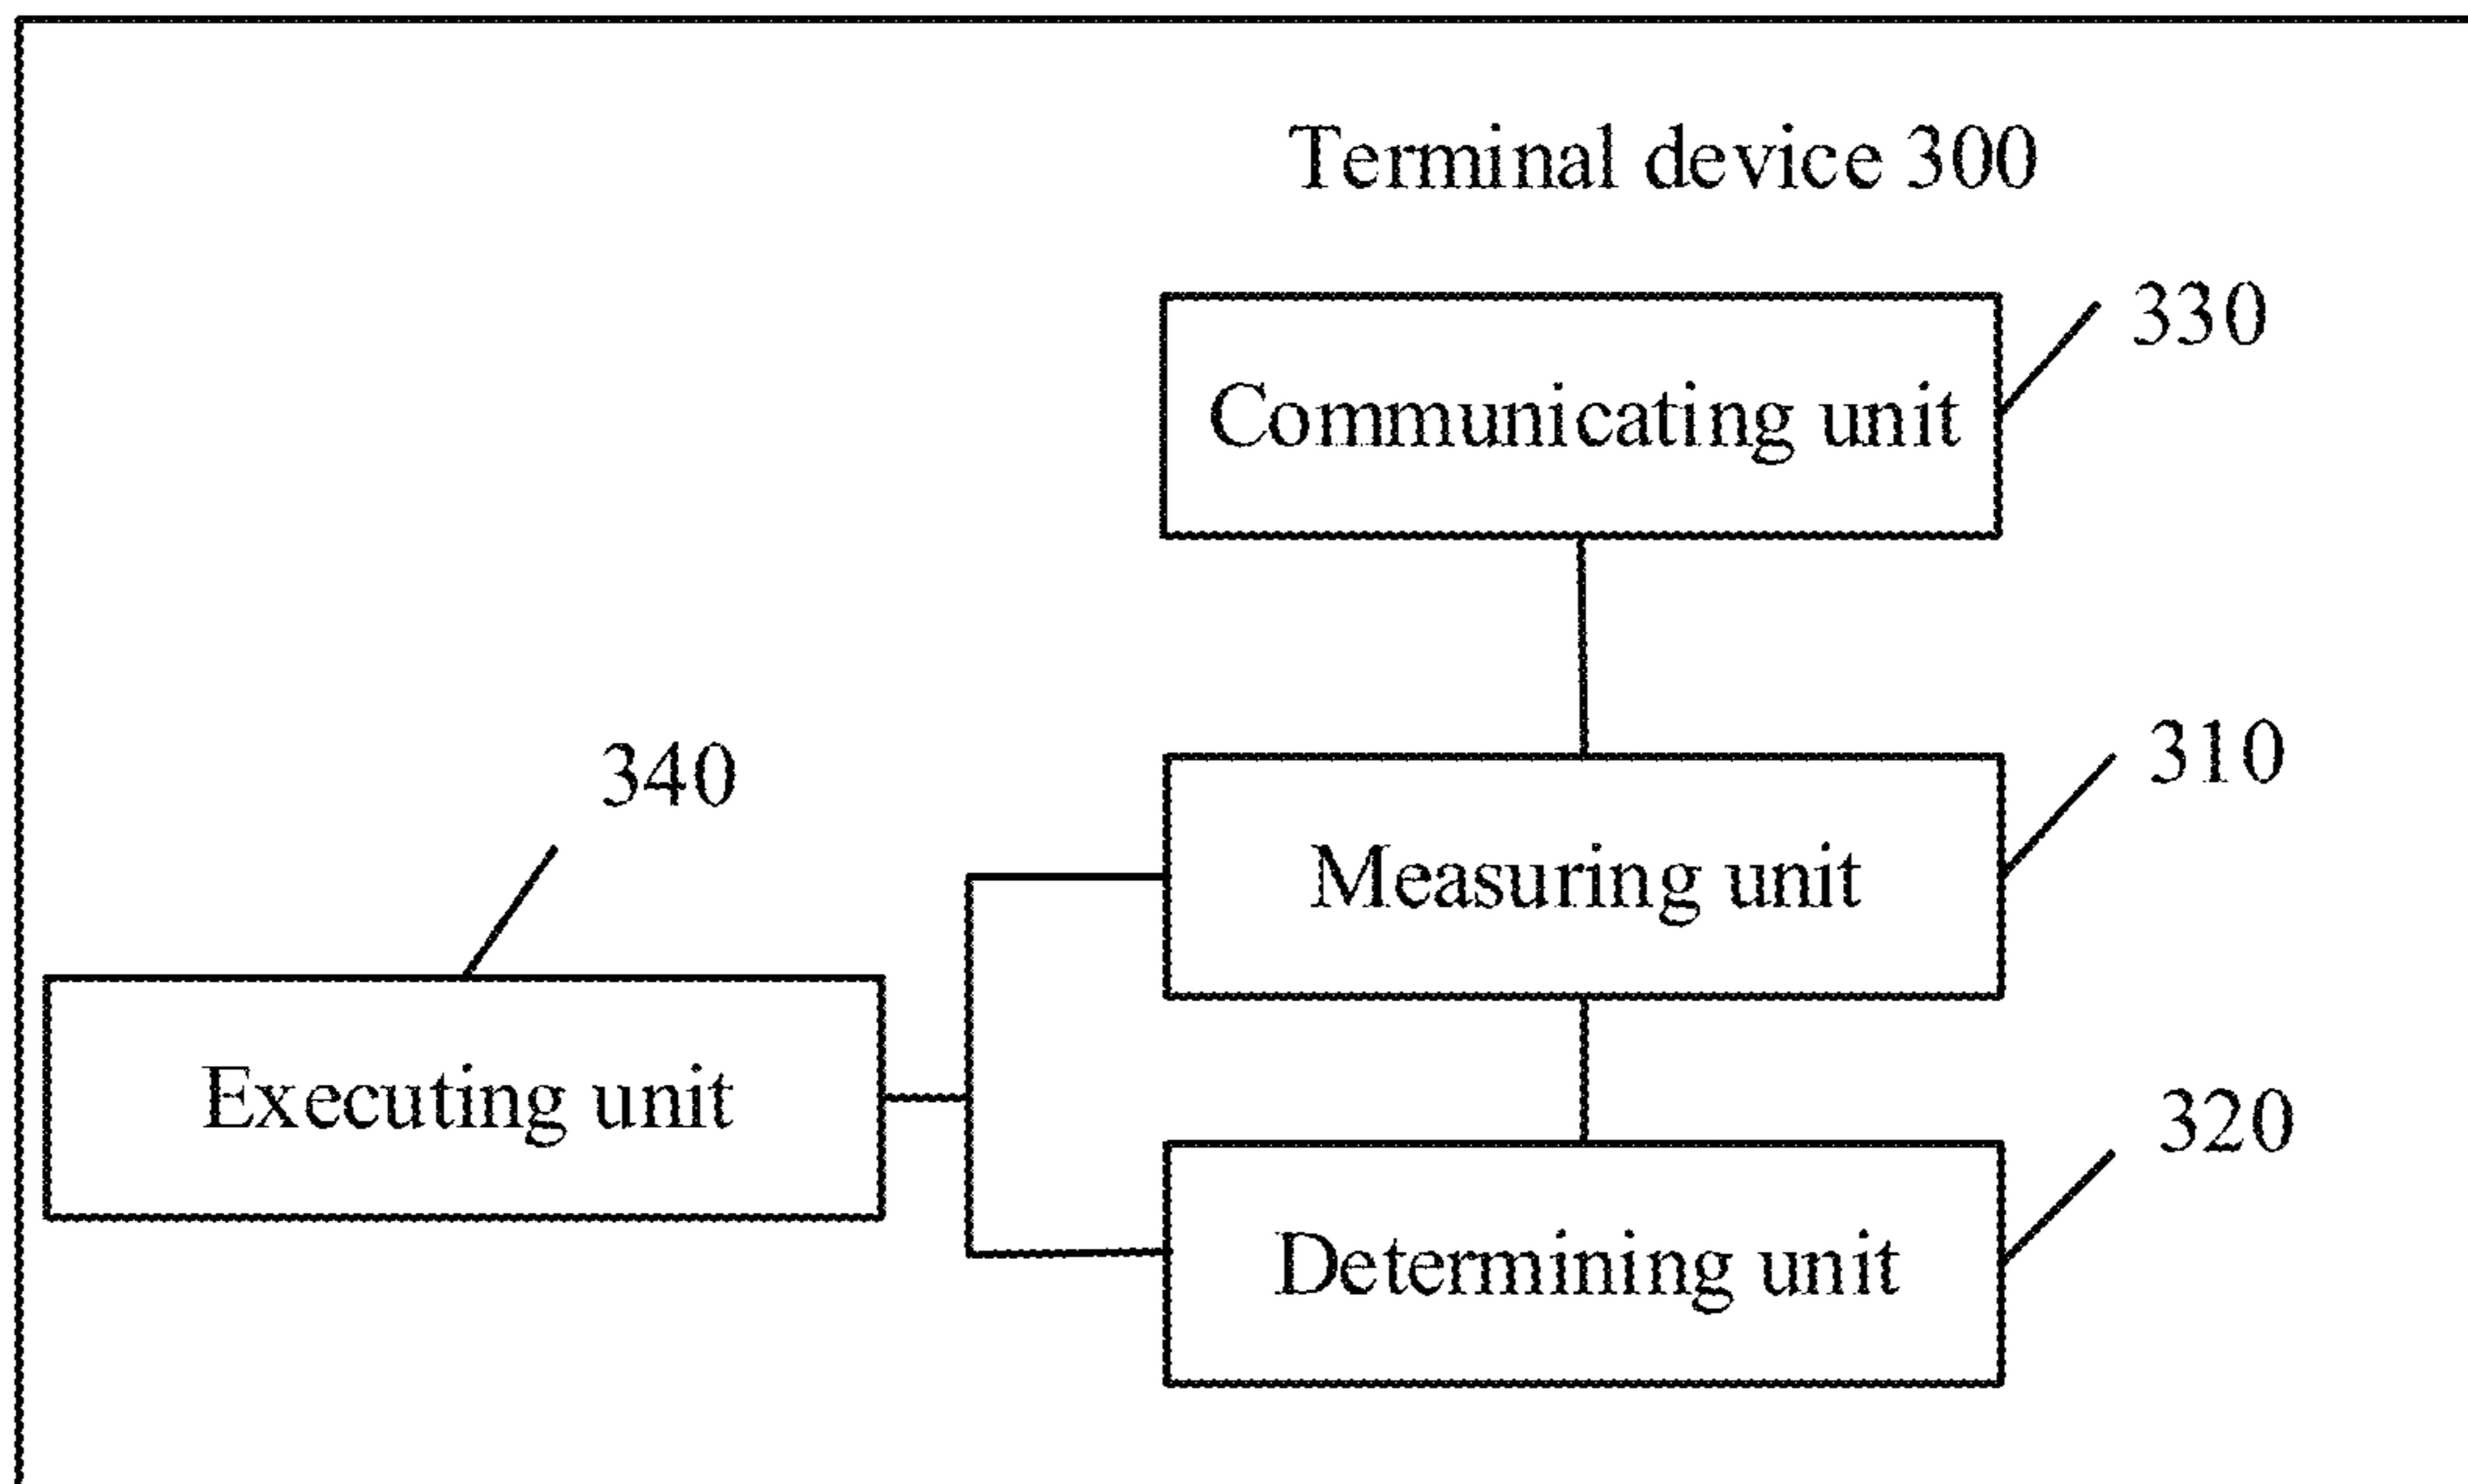 Terminal device 300
330
Communicating unit
310
340
Measuring unit
Executing unit
320
Determining unit